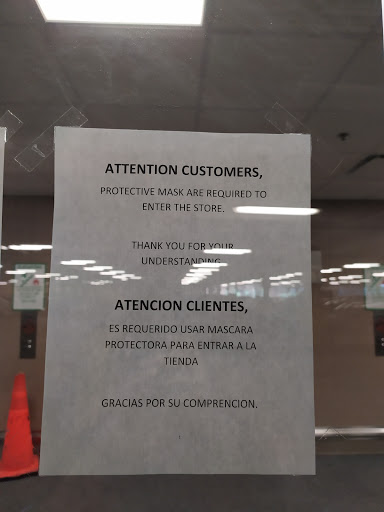 ATTENTION CUSTOMERS,
PROTECTIVE MASK ARE REQUIRED TO
ENTER THE STORE.
THANK YOU FOR YOUR
UNDERSTANDING
ATENCION CLIENTES,
ES REQUERIDO USAR MASCARA
PROTECTORA PARA ENTRAR A LA
TIENDA
GRACIAS POR SU COMPRENCION.